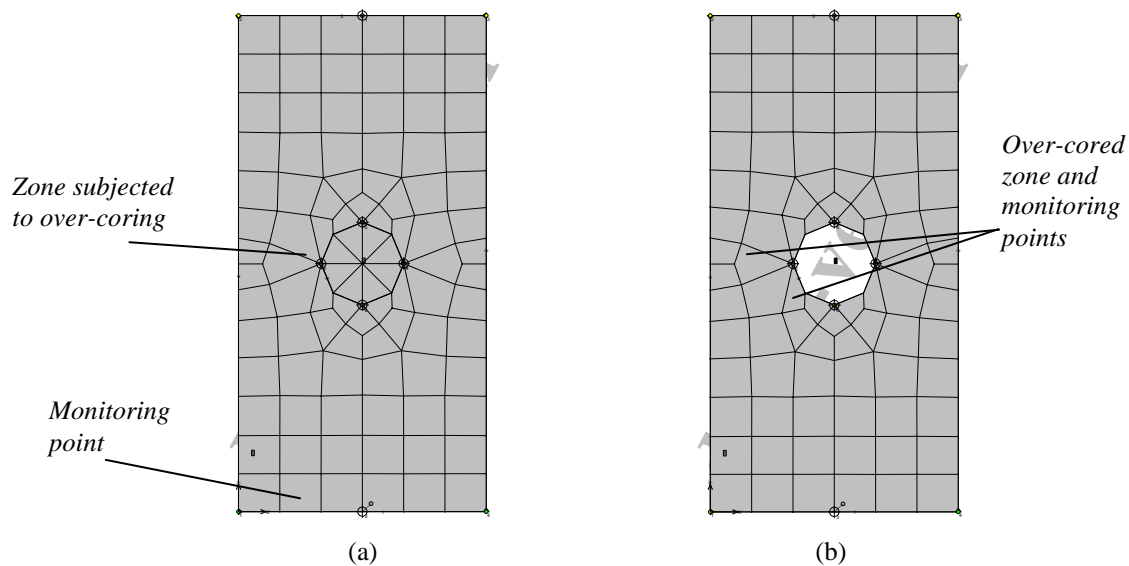 Zone subjected
to over-coring
Monitoring
point
(a)
Over-cored
zone and
monitoring
points
(b)